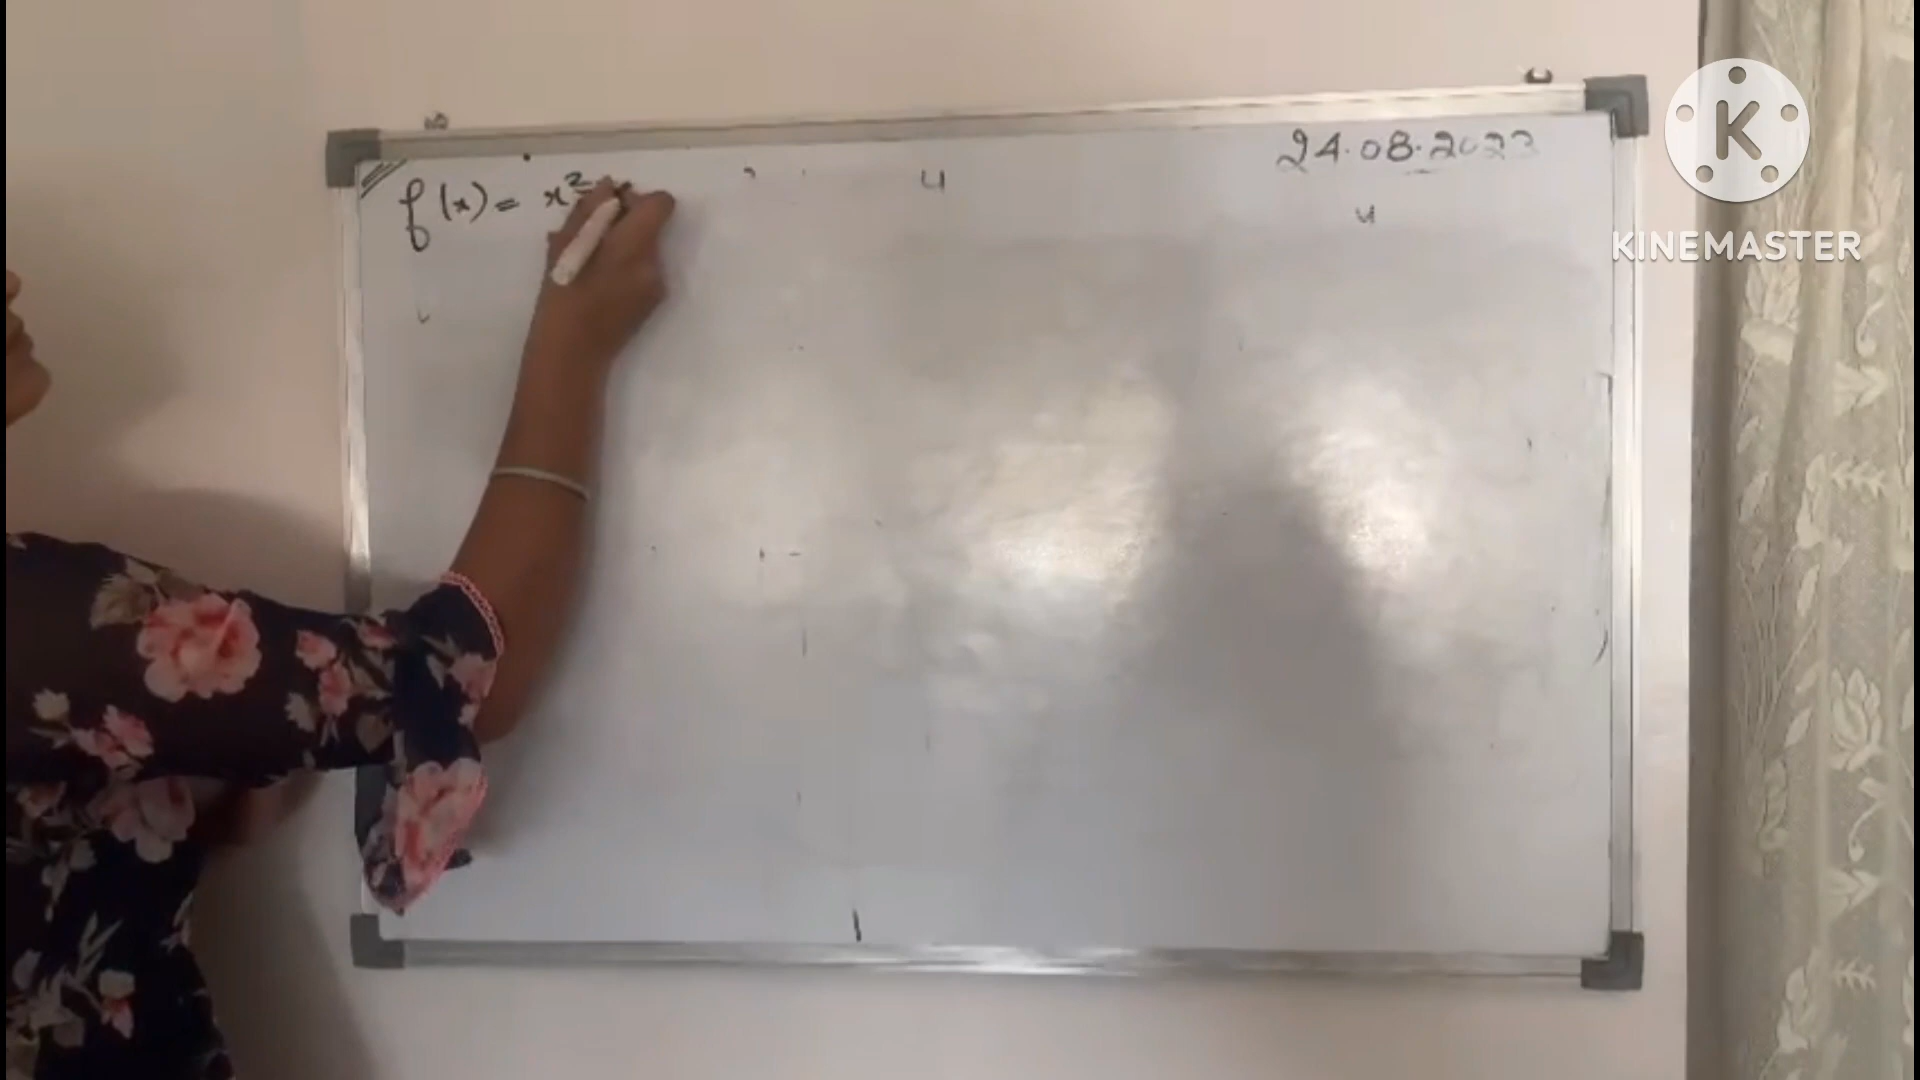 24.08.2023
f(x) = x²
K
KINEMASTER